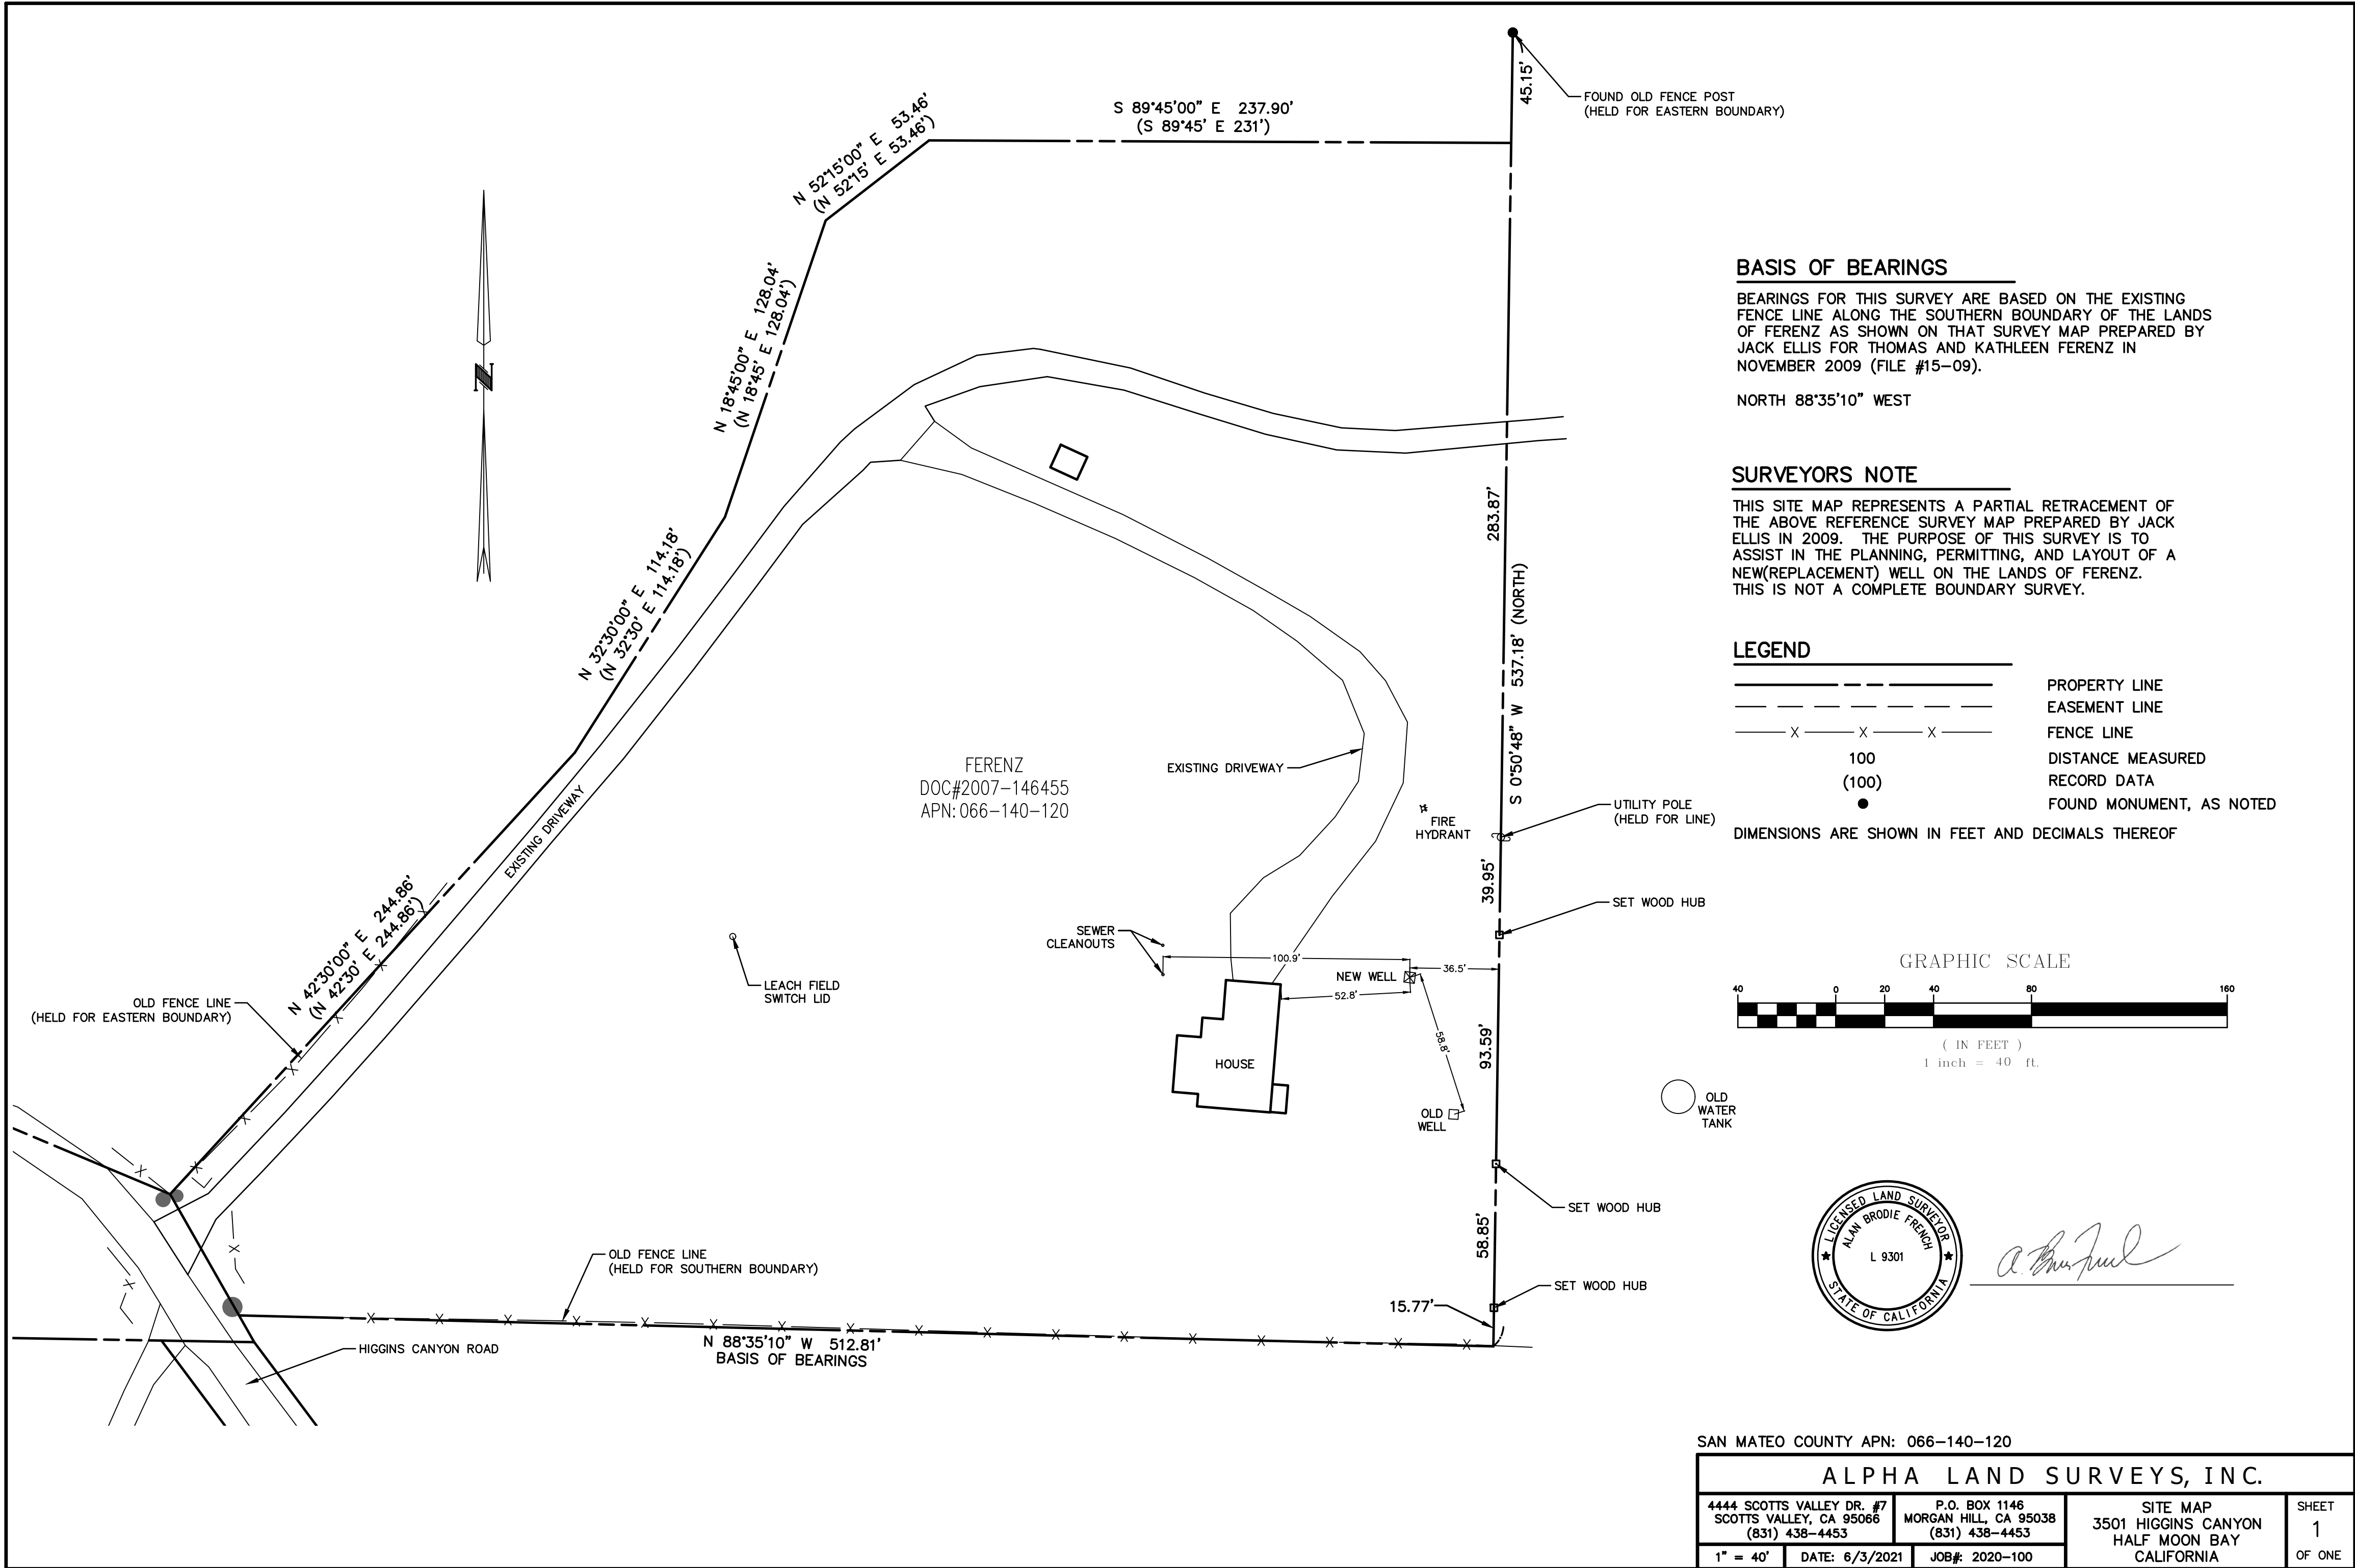 45.15'
FOUND OLD FENCE POST
(HELD FOR EASTERN BOUNDARY)
S 89°45'00" E 237.90'
(S 89°45' E 231')
N 52°15'00" E 53.46'
(N 52°15' E 53.46')
N 18°45'00" E 128.04'
(N 18°45' E 128.04')
N
N 32°30'00" E 114.18'
(N 32°30' E 114.18')
N 42°30'00" E 244.86'
(N 42°30' E 244.86')
EXISTING DRIVEWAY
OLD FENCE LINE
(HELD FOR EASTERN BOUNDARY)
FERENZ
DOC#2007-146455
APN: 066-140-120
EXISTING DRIVEWAY
283.87'
S 0°50'48" W 537.18' (NORTH)
FIRE
HYDRANT
UTILITY POLE
(HELD FOR LINE)
39.95'
SET WOOD HUB
SEWER
CLEANOUTS
LEACH FIELD
SWITCH LID
100.9'
NEW WELL
36.5'
52.8'
58.8'
HOUSE
OLD
WELL
93.59'
OLD
WATER
TANK
SET WOOD HUB
58.85'
SET WOOD HUB
15.77'
OLD FENCE LINE
(HELD FOR SOUTHERN BOUNDARY)
N 88°35'10" W 512.81'
BASIS OF BEARINGS
HIGGINS CANYON ROAD
BASIS OF BEARINGS
BEARINGS FOR THIS SURVEY ARE BASED ON THE EXISTING
FENCE LINE ALONG THE SOUTHERN BOUNDARY OF THE LANDS
OF FERENZ AS SHOWN ON THAT SURVEY MAP PREPARED BY
JACK ELLIS FOR THOMAS AND KATHLEEN FERENZ IN
NOVEMBER 2009 (FILE #15-09).
NORTH 88°35'10" WEST
SURVEYORS NOTE
THIS SITE MAP REPRESENTS A PARTIAL RETRACEMENT OF
THE ABOVE REFERENCE SURVEY MAP PREPARED BY JACK
ELLIS IN 2009. THE PURPOSE OF THIS SURVEY IS TO
ASSIST IN THE PLANNING, PERMITTING, AND LAYOUT OF A
NEW(REPLACEMENT) WELL ON THE LANDS OF FERENZ.
THIS IS NOT A COMPLETE BOUNDARY SURVEY.
LEGEND
PROPERTY LINE
EASEMENT LINE
X X X FENCE LINE
100 DISTANCE MEASURED
(100) RECORD DATA
FOUND MONUMENT, AS NOTED
DIMENSIONS ARE SHOWN IN FEET AND DECIMALS THEREOF
GRAPHIC SCALE
40 0 20 40 80 160
( IN FEET )
1 inch = 40 ft.
LICENSED LAND SURVEYOR
ALAN BRODIE FRENCH
L 9301
STATE OF CALIFORNIA
SAN MATEO COUNTY APN: 066-140-120
ALPHA LAND SURVEYS, INC.
4444 SCOTTS VALLEY DR. #7
SCOTTS VALLEY, CA 95066
(831) 438-4453
P.O. BOX 1146
MORGAN HILL, CA 95038
(831) 438-4453
SITE MAP
3501 HIGGINS CANYON
HALF MOON BAY
CALIFORNIA
SHEET
1
OF ONE
1" = 40'
DATE: 6/3/2021
JOB#: 2020-100